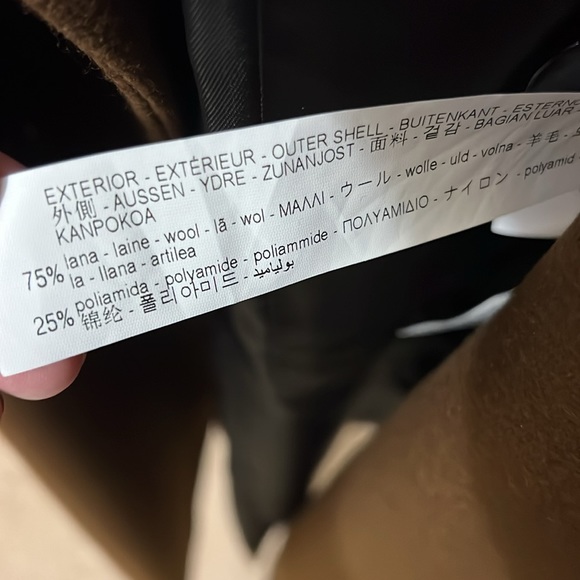 EXTERIOR - EXTÉRIEUR - OUTER SHELL - BUITENKANT - ESTERNO
外側 - AUSSEN - YDRE - ZUNANJOST - 面料 - 겉감 - BAGIAN LUAR -
KANPOKOA
75% lana - laine - wool - lã - wol - ΜΑΛΛΙ - ウール - wolle - uld - volna - 羊毛 -
la - llana - artilea
25% poliamida - polyamide - poliammide - ΠΟΛΥΑΜΙΔΙΟ - ナイロン - polyamid
锦纶 - 폴리아미드 - بولياميد